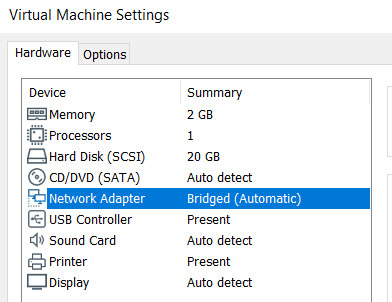 Virtual Machine Settings
Hardware Options
Device Summary
Memory 2 GB
Processors 1
Hard Disk (SCSI) 20 GB
CD/DVD (SATA) Auto detect
Network Adapter Bridged (Automatic)
USB Controller Present
Sound Card Auto detect
Printer Present
Display Auto detect